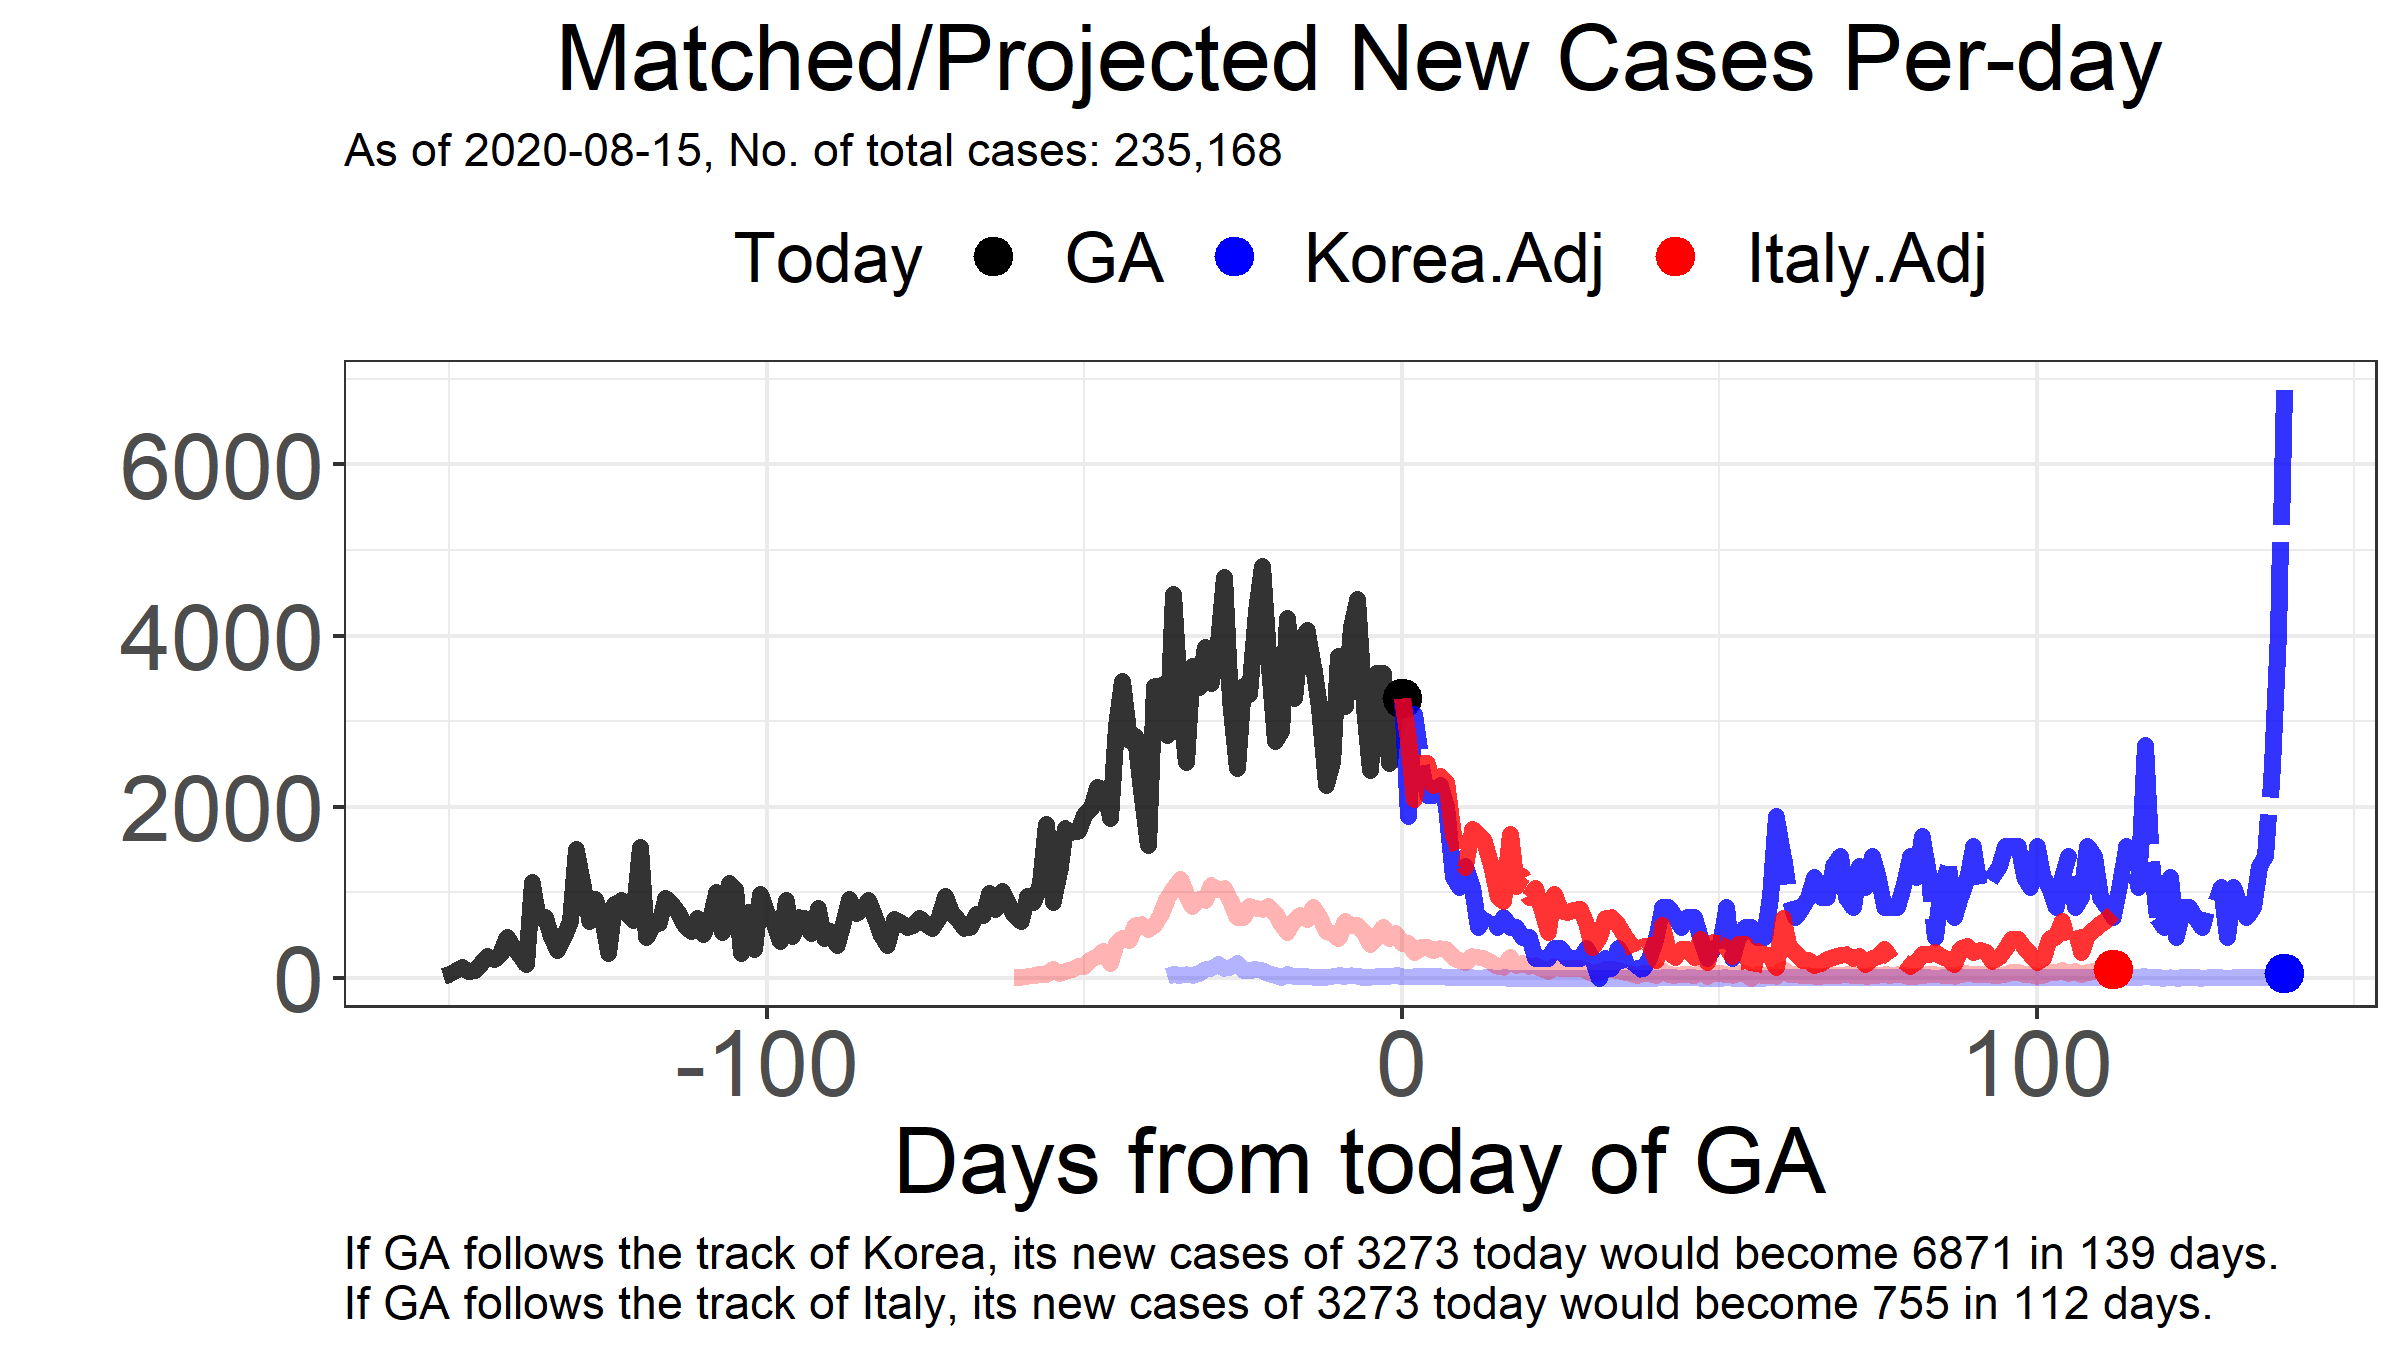 Matched/Projected New Cases Per-day
As of 2020-08-15, No. of total cases: 235,168
Today GA Korea.Adj Italy.Adj
6000
4000
2000
0
-100 0 100
Days from today of GA
If GA follows the track of Korea, its new cases of 3273 today would become 6871 in 139 days.
If GA follows the track of Italy, its new cases of 3273 today would become 755 in 112 days.